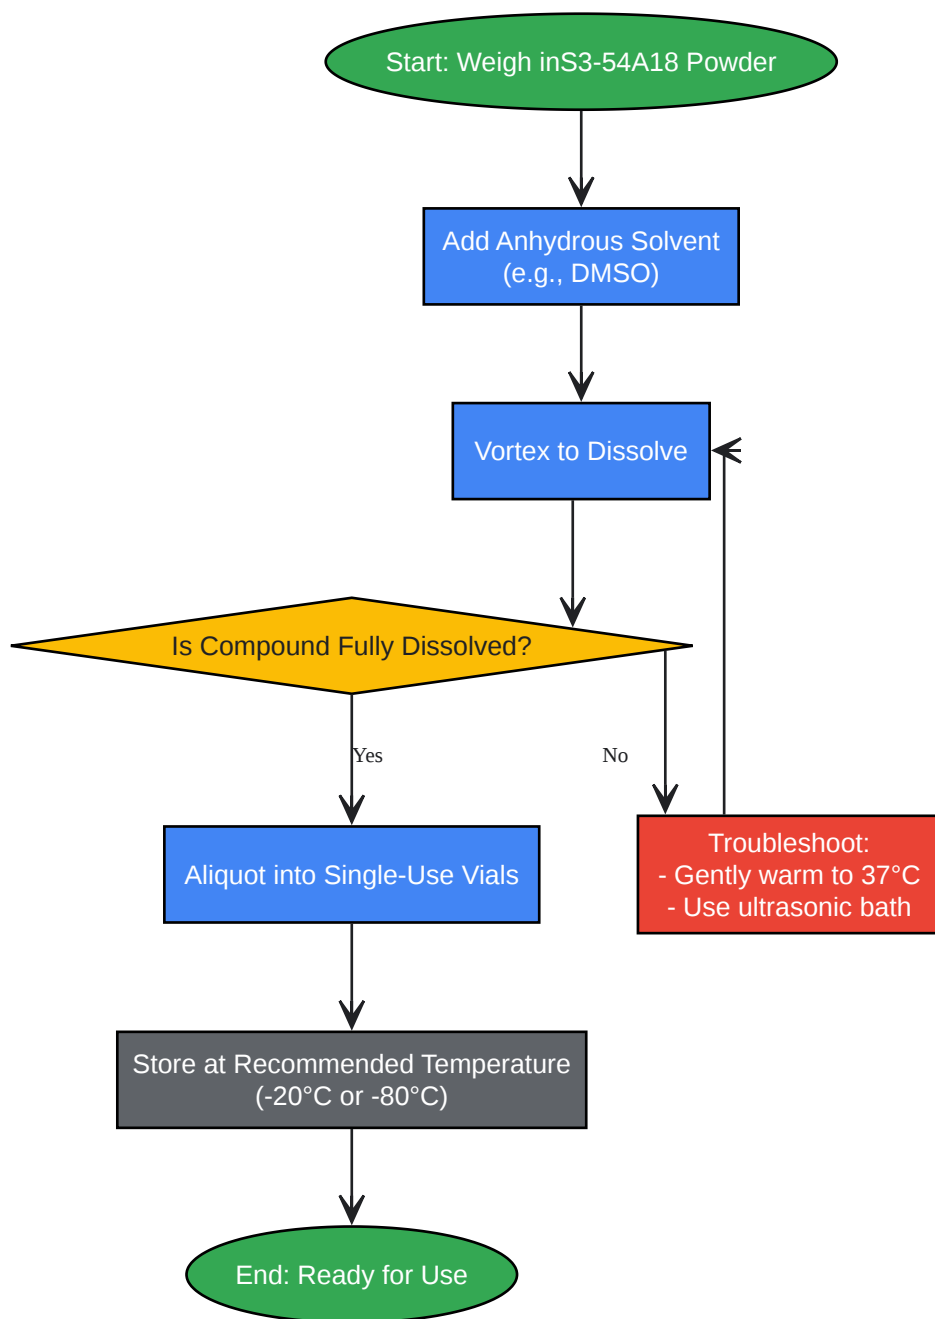 Start: Weigh inS3-54A18 Powder
Add Anhydrous Solvent
(e.g., DMSO)
Vortex to Dissolve
Is Compound Fully Dissolved?
Yes
No
Troubleshoot:
- Gently warm to 37°C
- Use ultrasonic bath
Aliquot into Single-Use Vials
Store at Recommended Temperature
(-20°C or -80°C)
End: Ready for Use